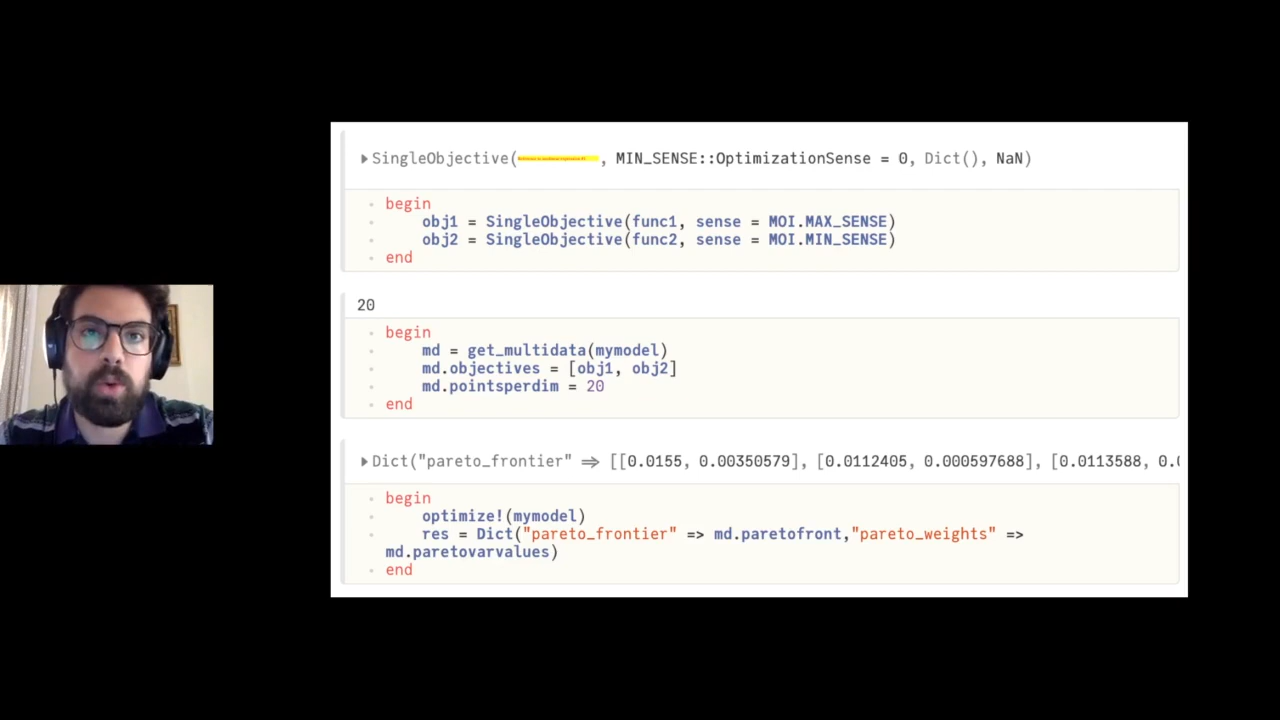 SingleObjective( , MIN_SENSE::OptimizationSense = 0, Dict(), NaN)
begin
obj1 = SingleObjective(func1, sense = MOI.MAX_SENSE)
obj2 = SingleObjective(func2, sense = MOI.MIN_SENSE)
end
20
begin
md = get_multidata(mymodel)
md.objectives = [obj1, obj2]
md.pointsperdim = 20
end
Dict("pareto_frontier" ⇒ [[0.0155, 0.00350579], [0.0112405, 0.000597688], [0.0113588, 0.0
begin
optimize!(mymodel)
res = Dict("pareto_frontier" => md.paretofront,"pareto_weights" =>
md.paretovarvalues)
end